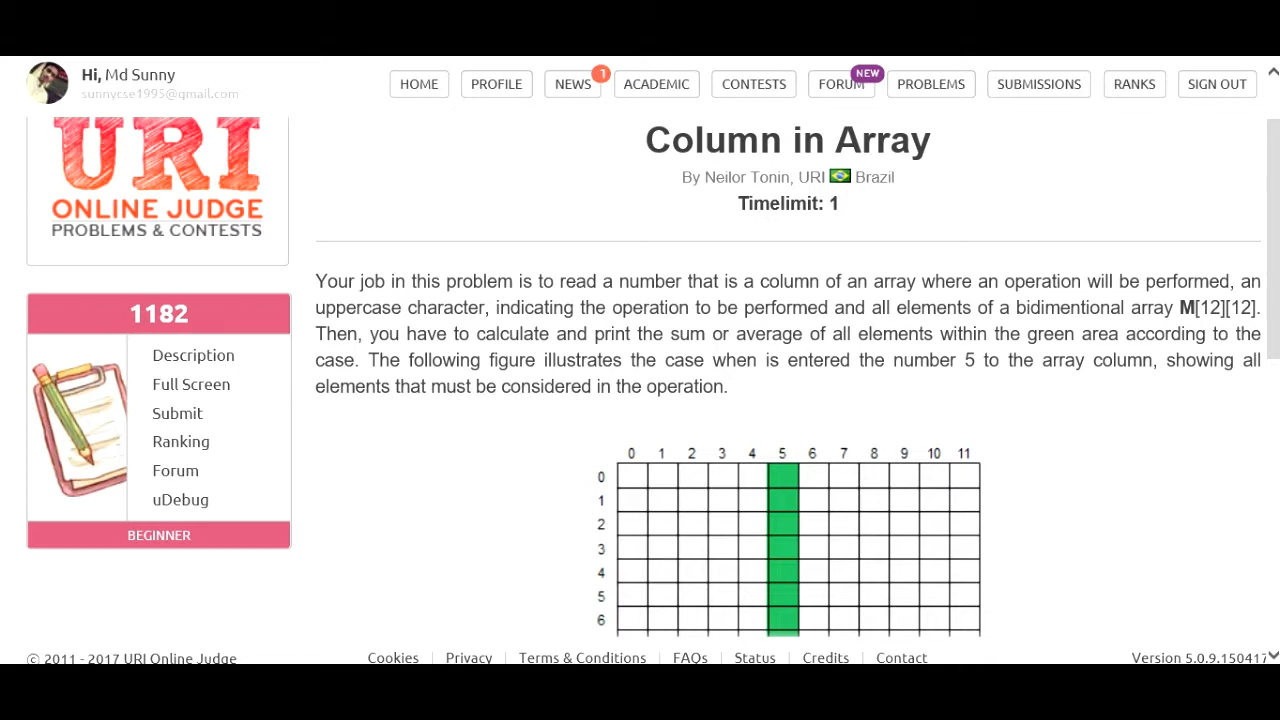 Hi, Md Sunny
sunnycse1995@gmail.com
HOME
PROFILE
NEWS
1
ACADEMIC
CONTESTS
FORUM
NEW
PROBLEMS
SUBMISSIONS
RANKS
SIGN OUT
URI
ONLINE JUDGE
PROBLEMS & CONTESTS
1182
Description
Full Screen
Submit
Ranking
Forum
uDebug
BEGINNER
Column in Array
By Neilor Tonin, URI Brazil
Timelimit: 1
Your job in this problem is to read a number that is a column of an array where an operation will be performed, an
uppercase character, indicating the operation to be performed and all elements of a bidimentional array M[12][12].
Then, you have to calculate and print the sum or average of all elements within the green area according to the
case. The following figure illustrates the case when is entered the number 5 to the array column, showing all
elements that must be considered in the operation.
0 1 2 3 4 5 6 7 8 9 10 11
0
1
2
3
4
5
6
© 2011 - 2017 URI Online Judge
Cookies
Privacy
Terms & Conditions
FAQs
Status
Credits
Contact
Version 5.0.9.150417